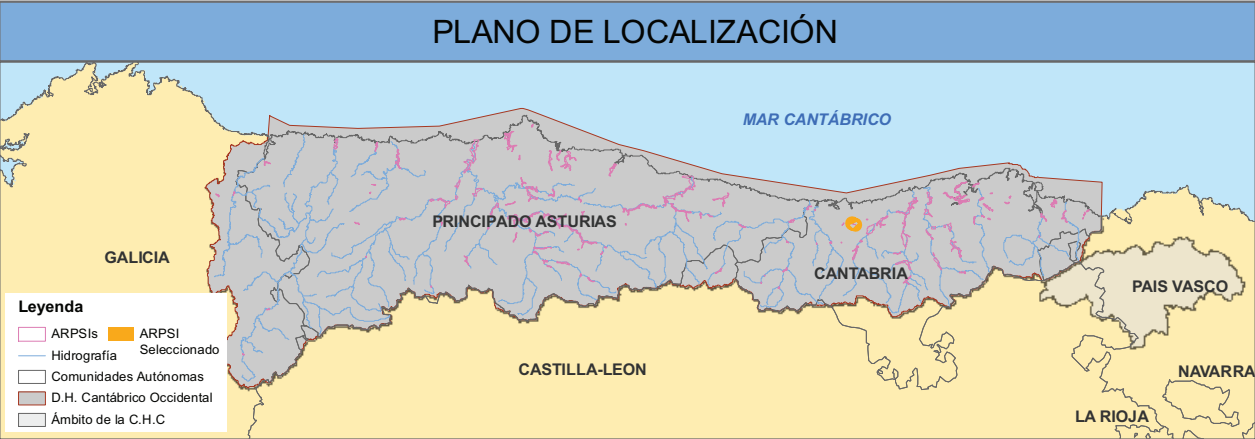 PLANO DE LOCALIZACIÓN
MAR CANTÁBRICO
PRINCIPADO ASTURIAS
GALICIA
CANTABRIA
PAIS VASCO
CASTILLA-LEON
NAVARRA
LA RIOJA
Leyenda
ARPSIs
ARPSI
Seleccionado
Hidrografía
Comunidades Autónomas
D.H. Cantábrico Occidental
Ámbito de la C.H.C